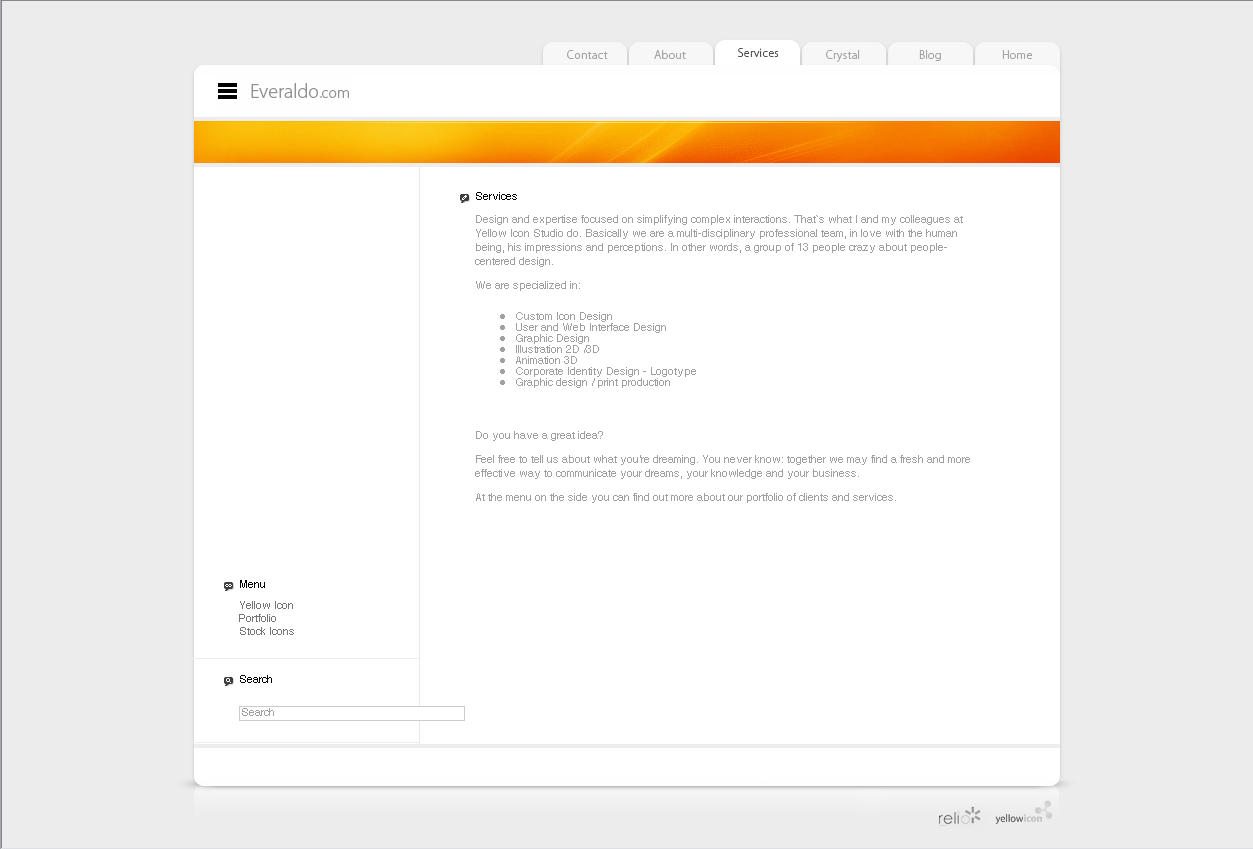 Contact About Services Crystal Blog Home
Everaldo.com
Services
Design and expertise focused on simplifying complex interactions. That`s what I and my colleagues at
Yellow Icon Studio do. Basically we are a multi-disciplinary professional team, in love with the human
being, his impressions and perceptions. In other words, a group of 13 people crazy about people-
centered design.
We are specialized in:
Custom Icon Design
User and Web Interface Design
Graphic Design
Illustration 2D /3D
Animation 3D
Corporate Identity Design - Logotype
Graphic design / print production
Do you have a great idea?
Feel free to tell us about what you're dreaming. You never know: together we may find a fresh and more
effective way to communicate your dreams, your knowledge and your business.
At the menu on the side you can find out more about our portfolio of clients and services.
Menu
Yellow Icon
Portfolio
Stock Icons
Search
Search
relio yellowicon